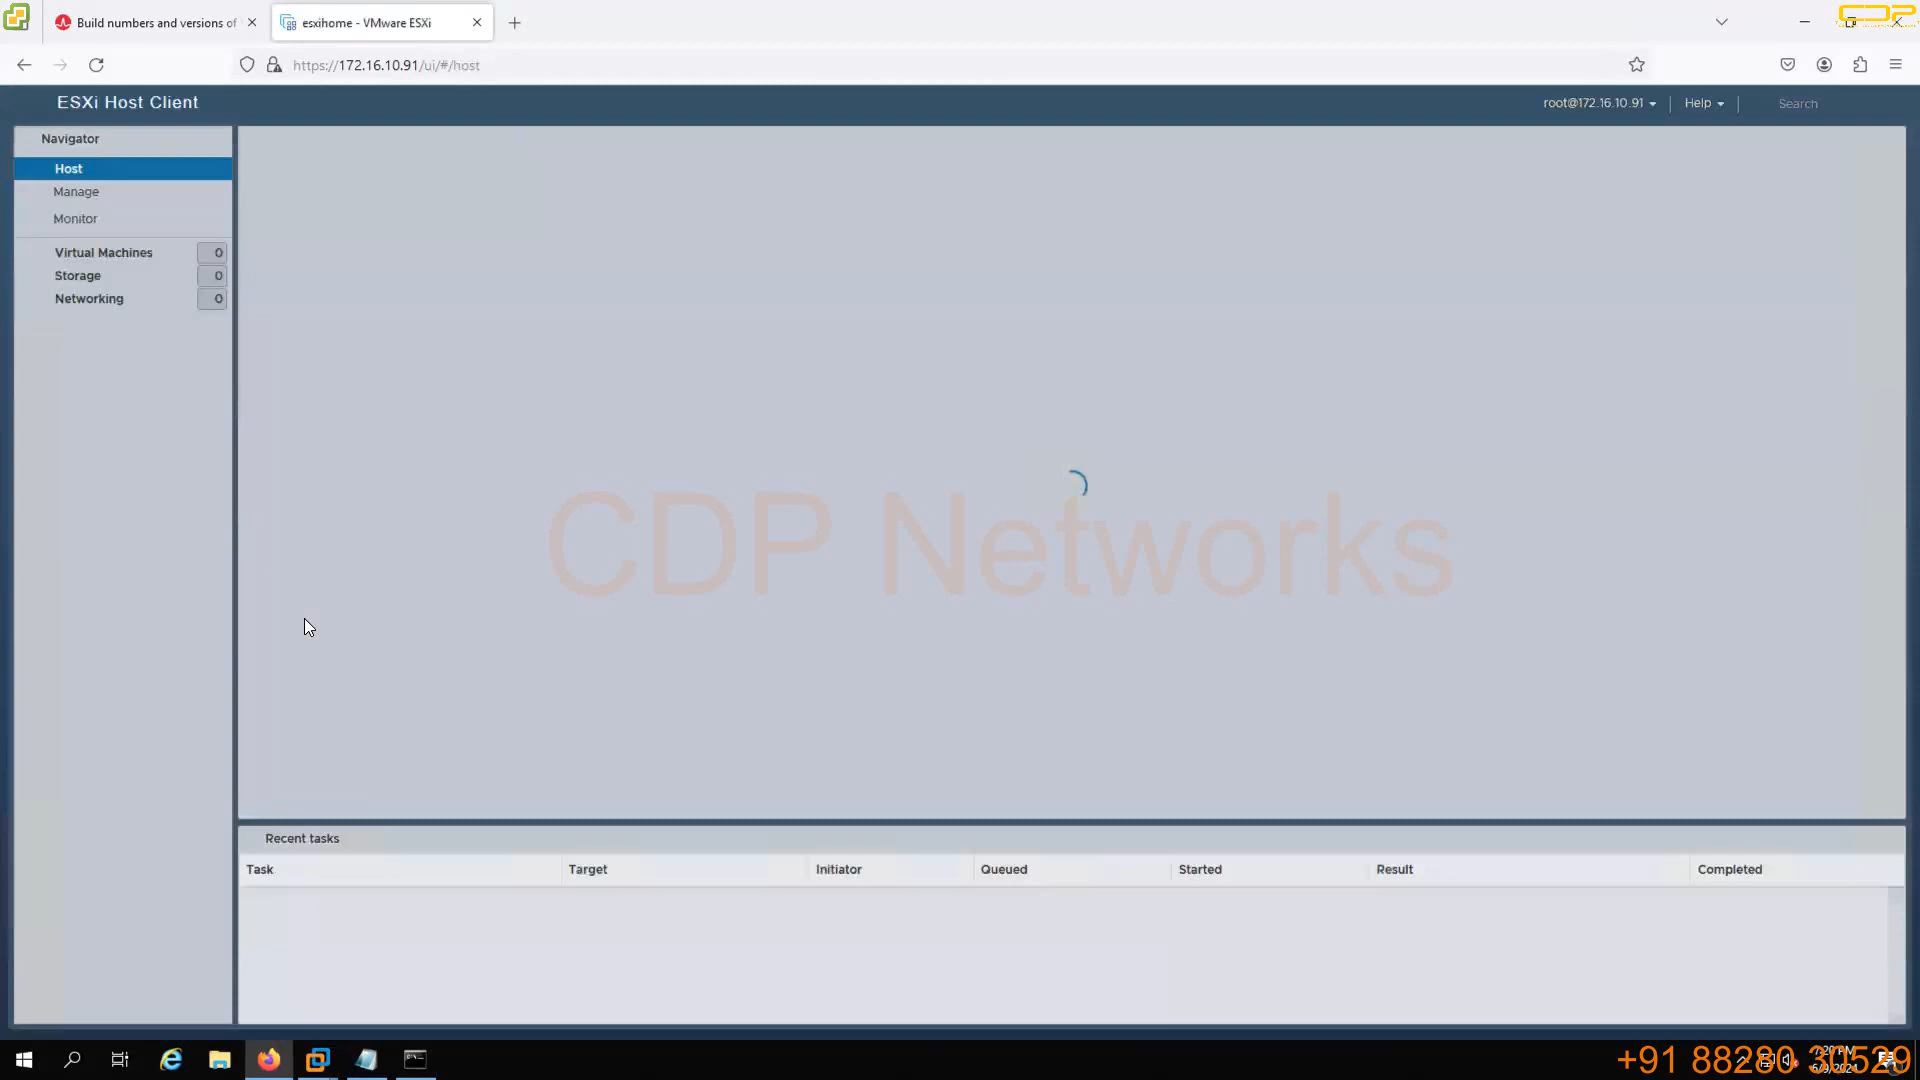 Build numbers and versions of
esxihome - VMware ESXi
CDP
https://172.16.10.91/ui/#/host
ESXi Host Client
root@172.16.10.91
Help
Search
Navigator
Host
Manage
Monitor
Virtual Machines 0
Storage 0
Networking 0
CDP Networks
Recent tasks
Task Target Initiator Queued Started Result Completed
+91 88280 30529